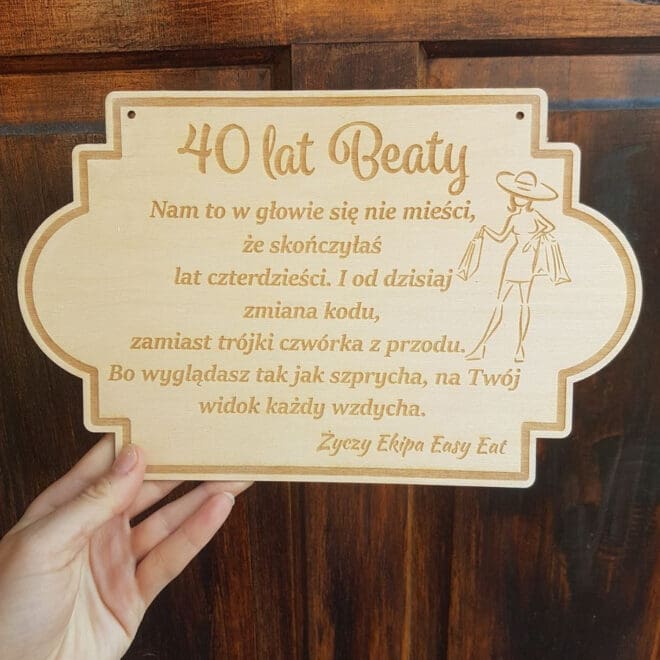 40 lat Beaty
Nam to w głowie się nie mieści,
że skończyłaś
lat czterdzieści. I od dzisiaj
zmiana kodu,
zamiast trójki czwórka z przodu.
Bo wyglądasz tak jak szprycha, na Twój
widok każdy wzdycha.
Życzy Ekipa Easy Eat